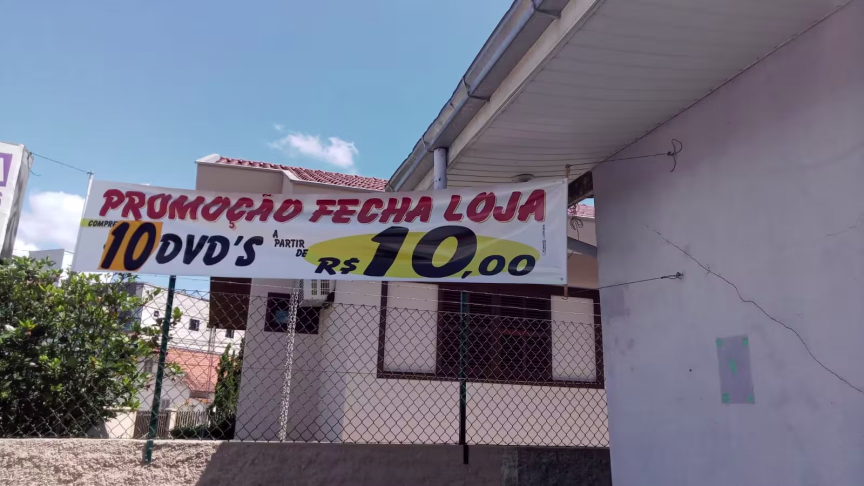 PROMOÇÃO FECHA LOJA
COMPRE
10 DVD'S A PARTIR DE R$ 10,00